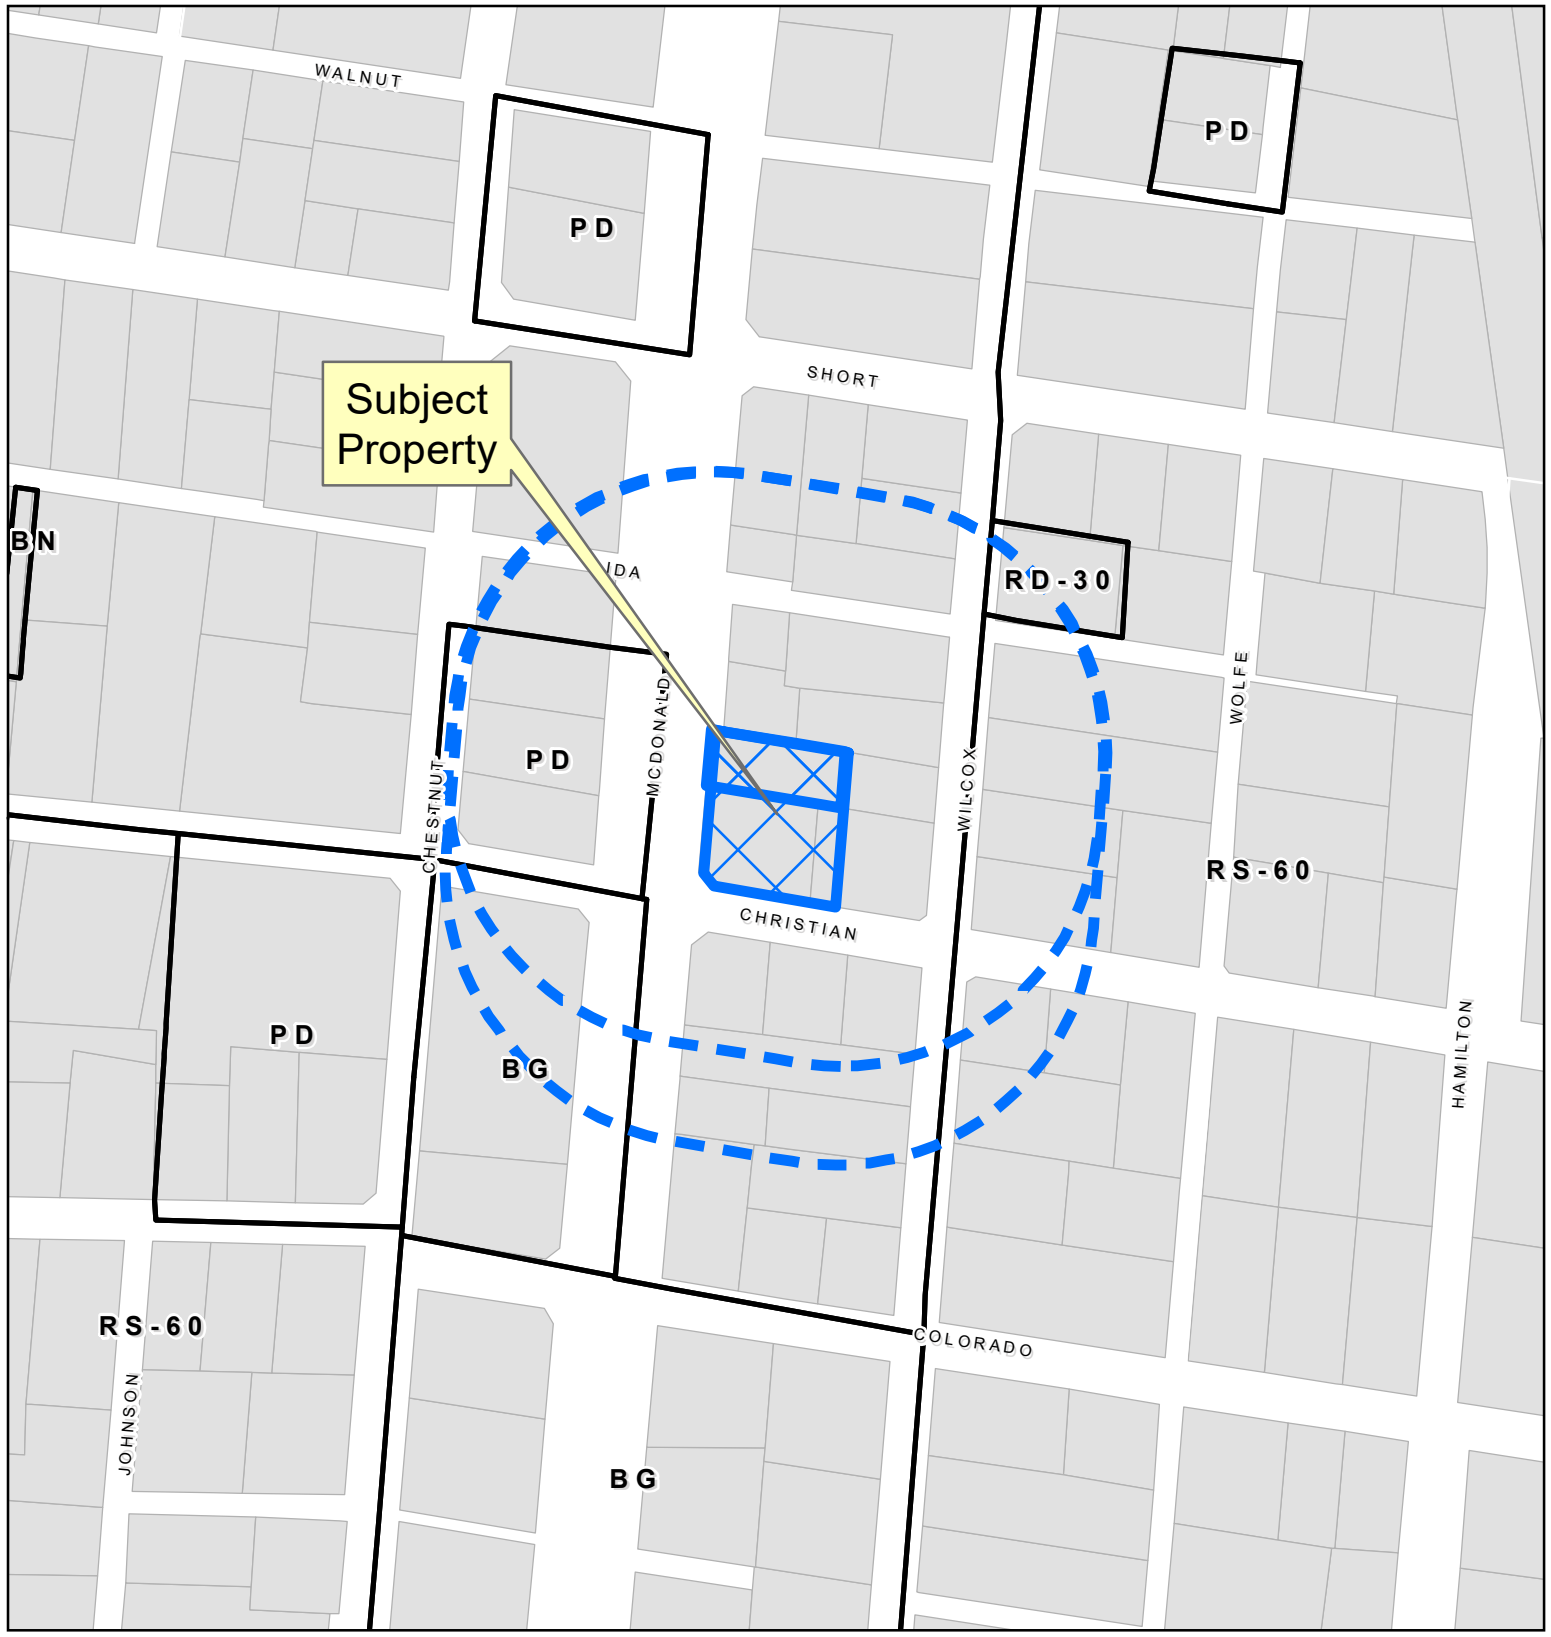 WALNUT
PD
PD
SHORT
Subject
Property
BN
IDA
RD-30
WOLFE
MCDONALD
PD
CHESTNUT
WILCOX
RS-60
CHRISTIAN
PD
BG
HAMILTON
RS-60
COLORADO
JOHNSON
BG